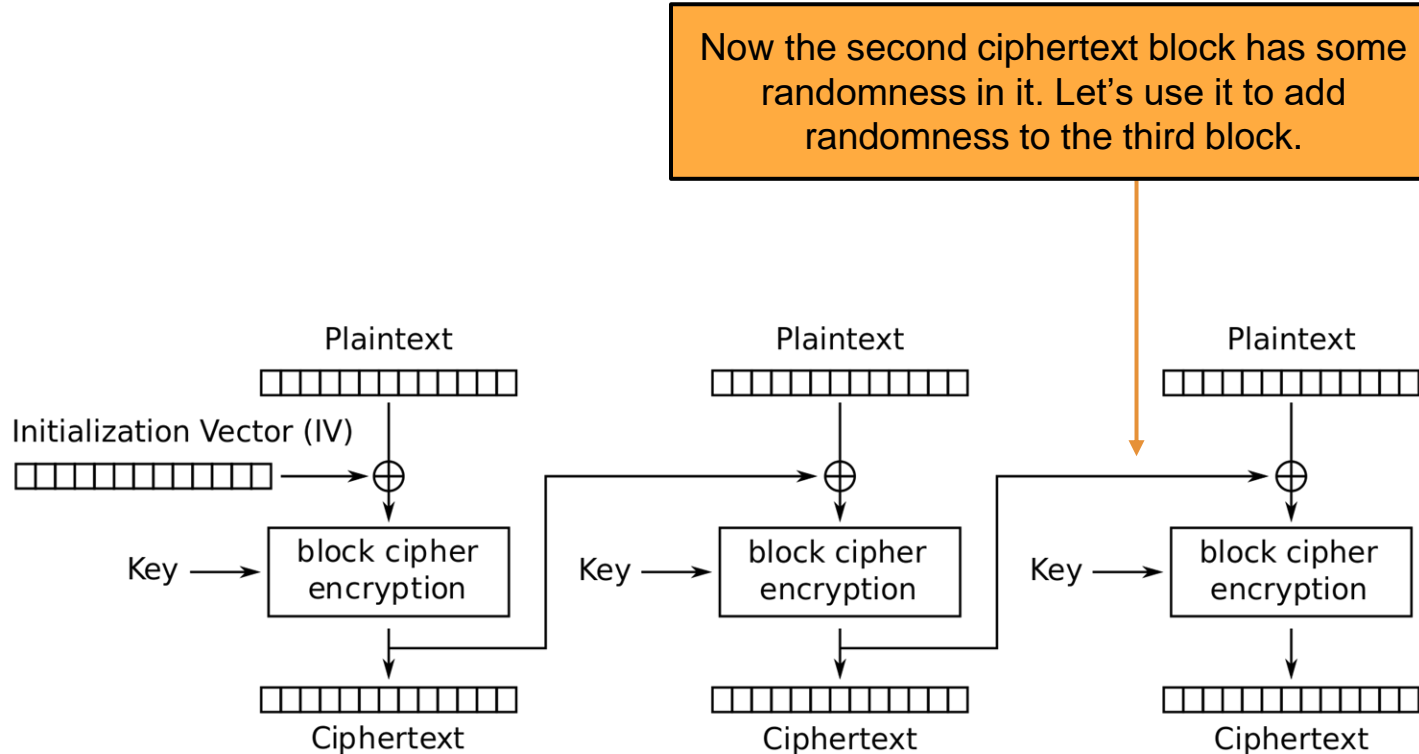 Now the second ciphertext block has some
randomness in it. Let’s use it to add
randomness to the third block.
Plaintext
Plaintext
Plaintext
Initialization Vector (IV)
Key
block cipher
encryption
Key
block cipher
encryption
Key
block cipher
encryption
Ciphertext
Ciphertext
Ciphertext